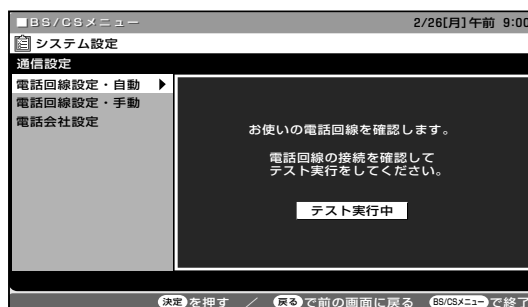 ■BS/CSメニュー 2/26[月]午前 9:00
システム設定
通信設定
電話回線設定・自動 ▶
電話回線設定・手動
電話会社設定
お使いの電話回線を確認します。
電話回線の接続を確認して
テスト実行をしてください。
テスト実行中
決定 を押す ／ 戻る で前の画面に戻る BS/CSメニュー で終了